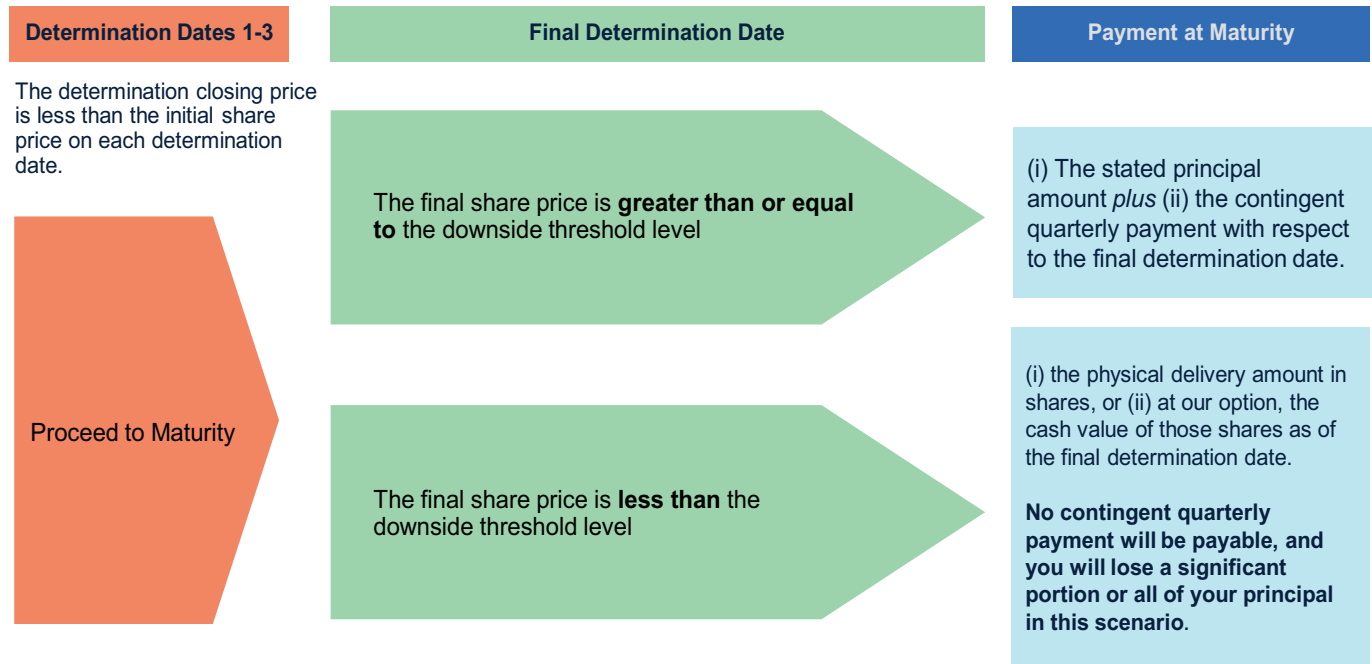 Determination Dates 1-3
Final Determination Date
Payment at Maturity
The determination closing price
is less than the initial share
price on each determination
date.
Proceed to Maturity
The final share price is greater than or equal
to the downside threshold level
(i) The stated principal
amount plus (ii) the contingent
quarterly payment with respect
to the final determination date.
The final share price is less than the
downside threshold level
(i) the physical delivery amount in
shares, or (ii) at our option, the
cash value of those shares as of
the final determination date.
No contingent quarterly
payment will be payable, and
you will lose a significant
portion or all of your principal
in this scenario.